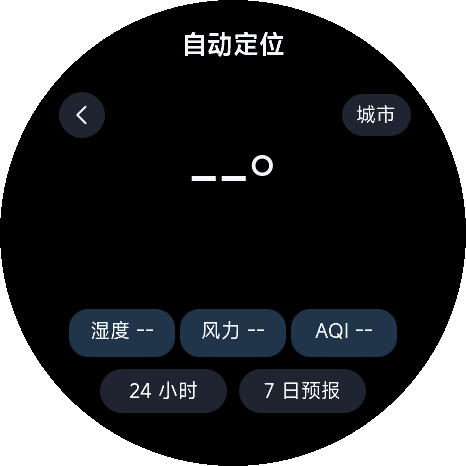 自动定位
城市
__°
湿度 -- 风力 -- AQI --
24 小时 7 日预报